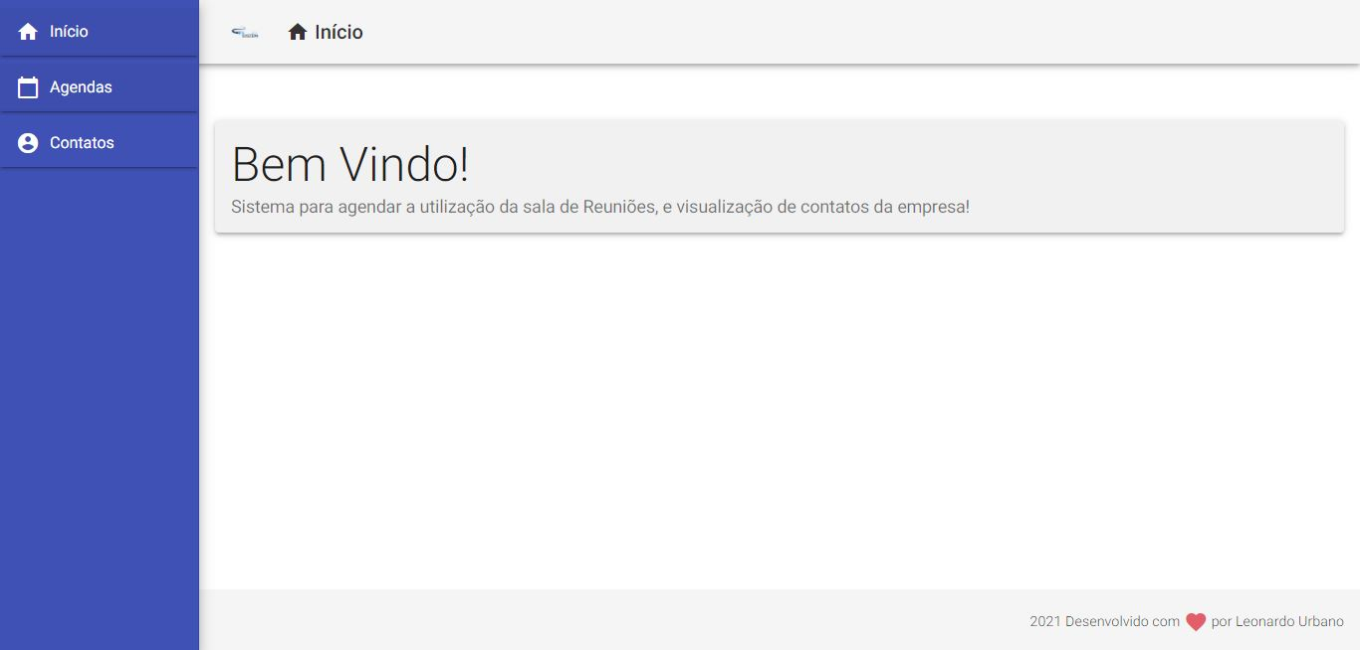 Início
Agendas
Contatos
Início
Bem Vindo!
Sistema para agendar a utilização da sala de Reuniões, e visualização de contatos da empresa!
2021 Desenvolvido com por Leonardo Urbano